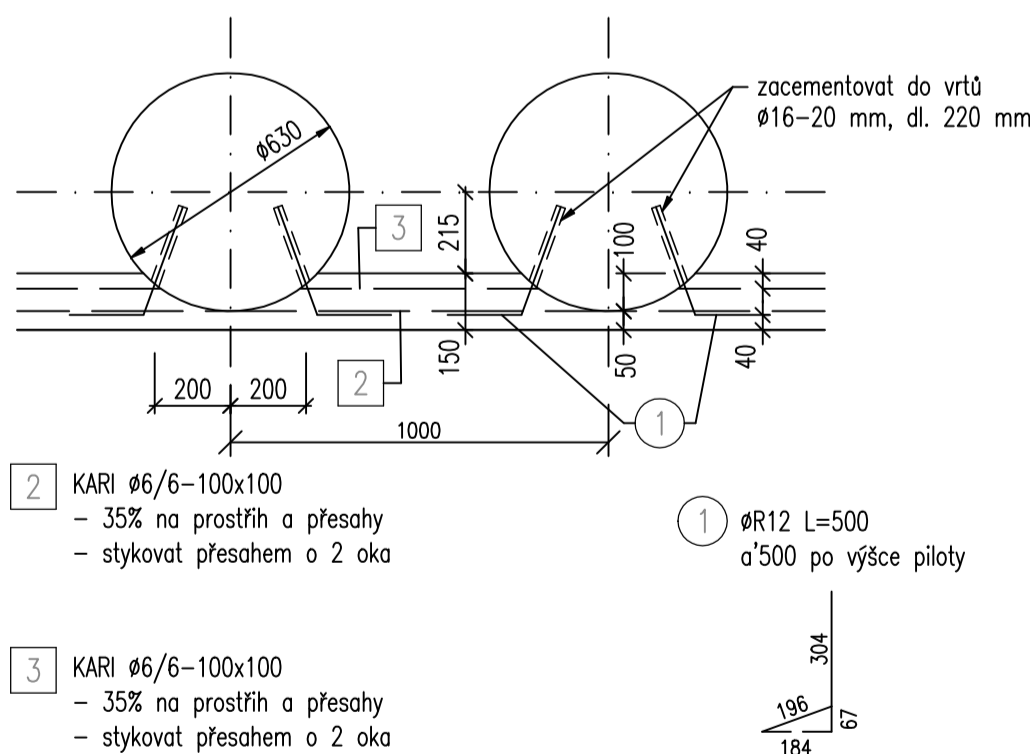 zacementovat do vrtů
ø16-20 mm, dl. 220 mm
ø630
3
215
100
40
150
50
40
2
200
200
1
1000
2
KARI ø6/6-100x100
- 35% na prostřih a přesahy
- stykovat přesahem o 2 oka
1
øR12 L=500
a'500 po výšce piloty
3
KARI ø6/6-100x100
- 35% na prostřih a přesahy
- stykovat přesahem o 2 oka
304
196
67
184